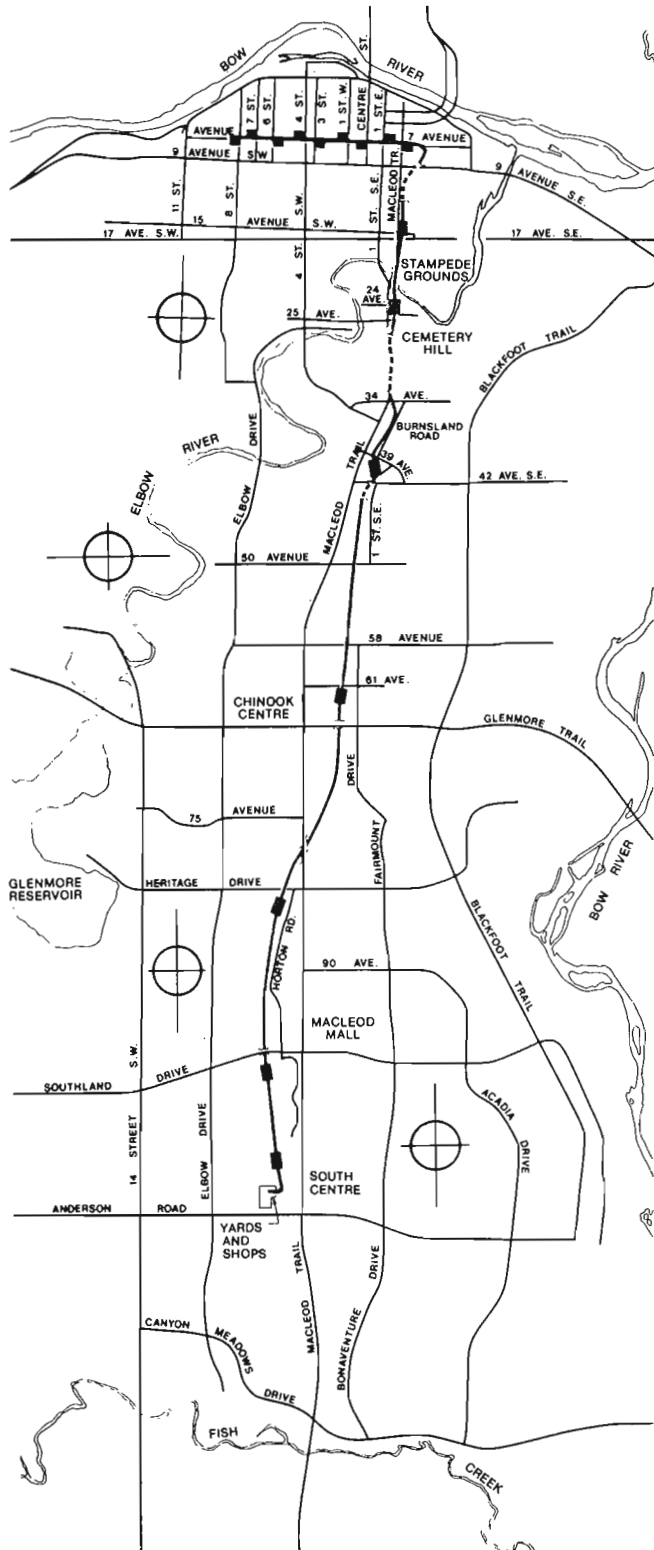 BOW
RIVER
ST.
2
7 ST.
6 ST.
4 ST.
3 ST.
1 ST. W.
CENTRE
1 ST. E.
7 AVENUE
7 AVENUE
9 AVENUE S.W
9 AVENUE S.E.
MACLEOD TR.
11 ST.
8 ST.
4 ST. S.W.
1 ST. S.E.
15 AVENUE S.W.
17 AVE. S.W.
17 AVE. S.E.
STAMPEDE
GROUNDS
24
AVE.
25 AVE.
CEMETERY
HILL
BLACKFOOT TRAIL
34 AVE.
BURNSLAND
ROAD
RIVER
ELBOW
ELBOW DRIVE
MACLEOD TRAIL
39 AVE.
42 AVE. S.E.
1 ST. S.E.
50 AVENUE
58 AVENUE
61 AVE.
CHINOOK
CENTRE
GLENMORE TRAIL
FAIRMOUNT DRIVE
75 AVENUE
GLENMORE
RESERVOIR
HERITAGE DRIVE
BOW RIVER
HORTON RD.
BLACKFOOT TRAIL
90 AVE.
MACLEOD
MALL
SOUTHLAND DRIVE
14 STREET S.W.
ELBOW DRIVE
ACADIA DRIVE
SOUTH
CENTRE
ANDERSON ROAD
YARDS
AND
SHOPS
MACLEOD TRAIL
BONAVENTURE DRIVE
CANYON MEADOWS DRIVE
FISH CREEK